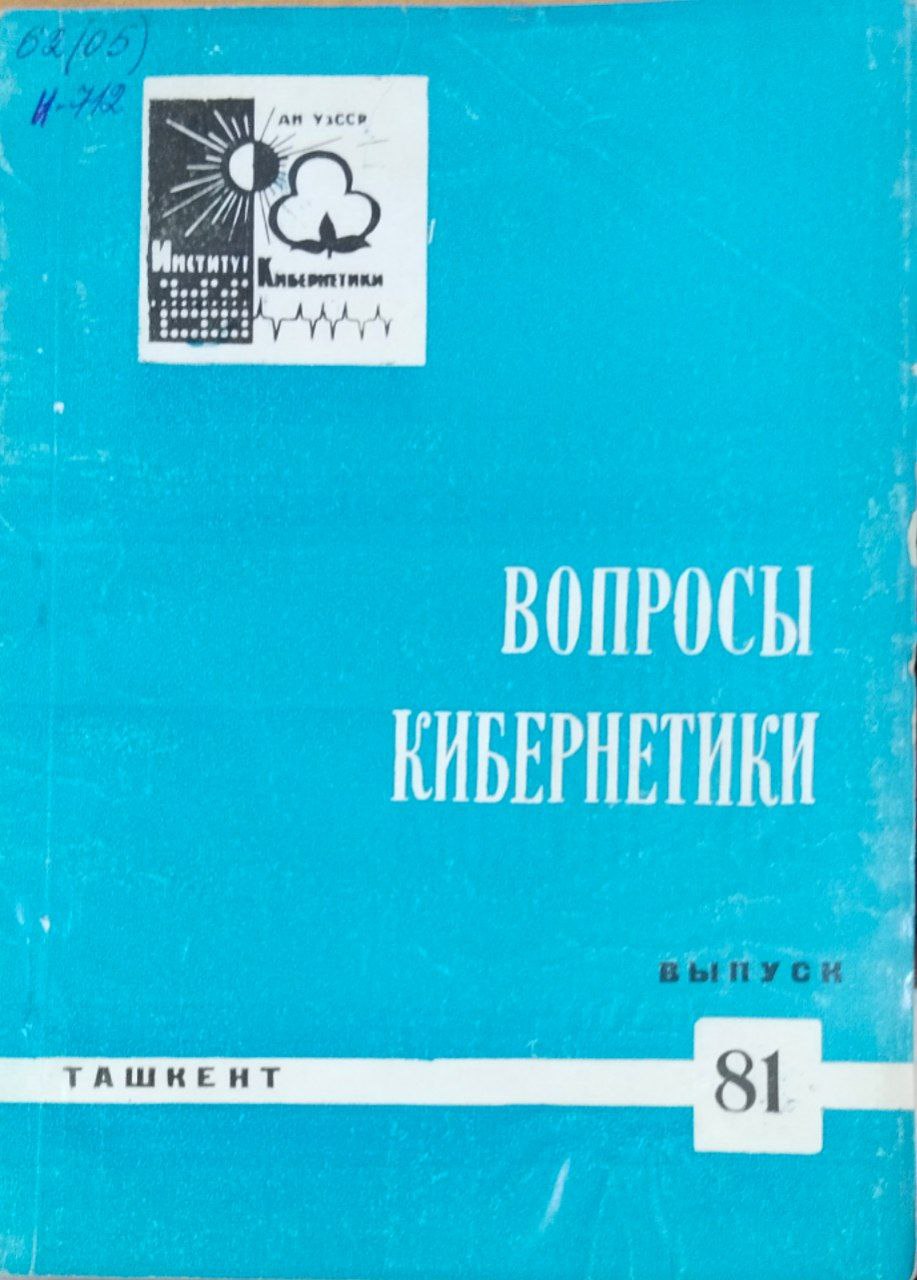 62(05)
И-712
АН УзССР
Институт
Кибернетики
ВОПРОСЫ
КИБЕРНЕТИКИ
ВЫПУСК
81
ТАШКЕНТ